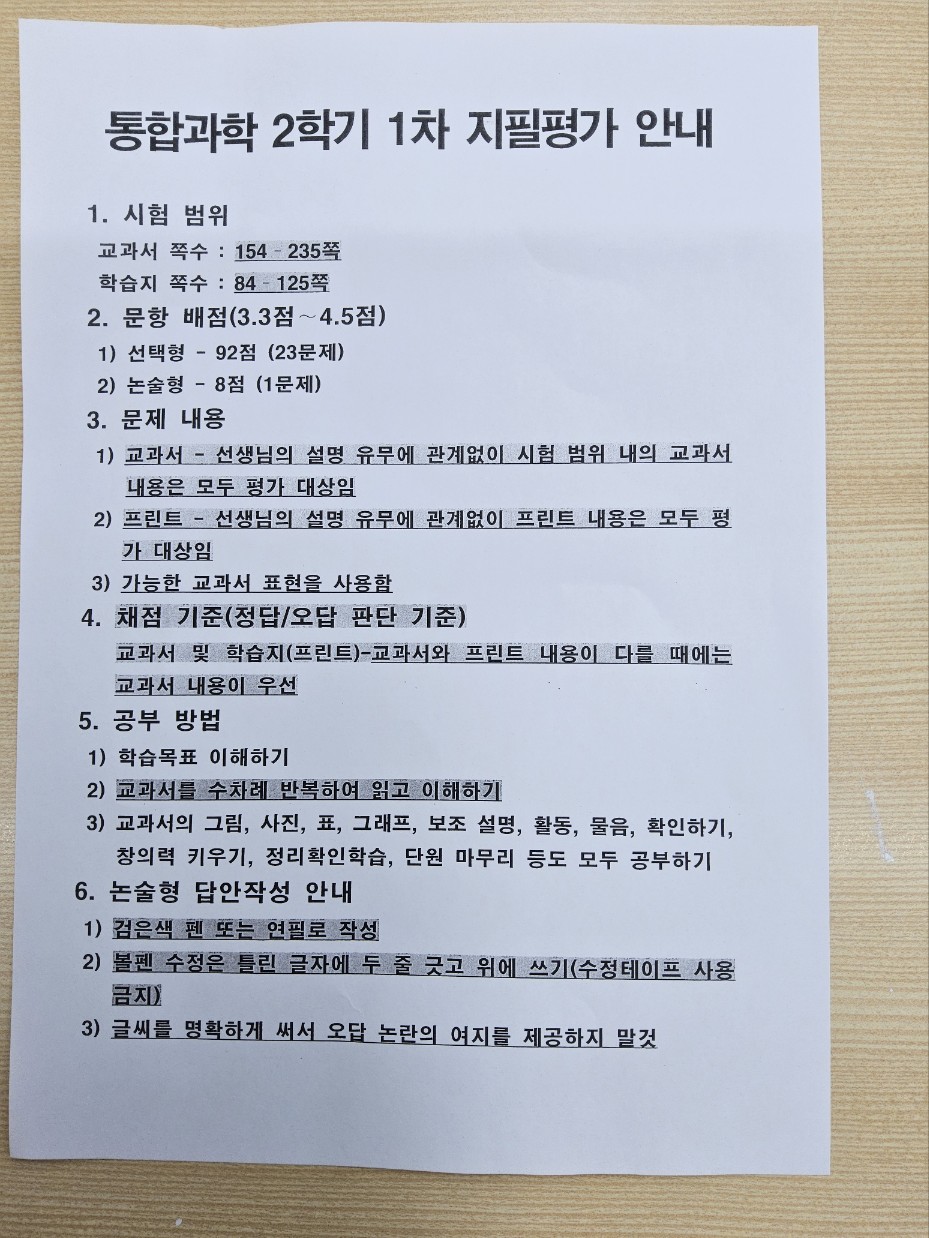 통합과학 2학기 1차 지필평가 안내
1. 시험 범위
교과서 쪽수 : 154 - 235쪽
학습지 쪽수 : 84 - 125쪽
2. 문항 배점(3.3점~4.5점)
1) 선택형 - 92점 (23문제)
2) 논술형 - 8점 (1문제)
3. 문제 내용
1) 교과서 - 선생님의 설명 유무에 관계없이 시험 범위 내의 교과서
내용은 모두 평가 대상임
2) 프린트 - 선생님의 설명 유무에 관계없이 프린트 내용은 모두 평
가 대상임
3) 가능한 교과서 표현을 사용함
4. 채점 기준(정답/오답 판단 기준)
교과서 및 학습지(프린트)-교과서와 프린트 내용이 다를 때에는
교과서 내용이 우선
5. 공부 방법
1) 학습목표 이해하기
2) 교과서를 수차례 반복하여 읽고 이해하기
3) 교과서의 그림, 사진, 표, 그래프, 보조 설명, 활동, 물음, 확인하기,
창의력 키우기, 정리확인학습, 단원 마무리 등도 모두 공부하기
6. 논술형 답안작성 안내
1) 검은색 펜 또는 연필로 작성
2) 볼펜 수정은 틀린 글자에 두 줄 긋고 위에 쓰기(수정테이프 사용
금지)
3) 글씨를 명확하게 써서 오답 논란의 여지를 제공하지 말것